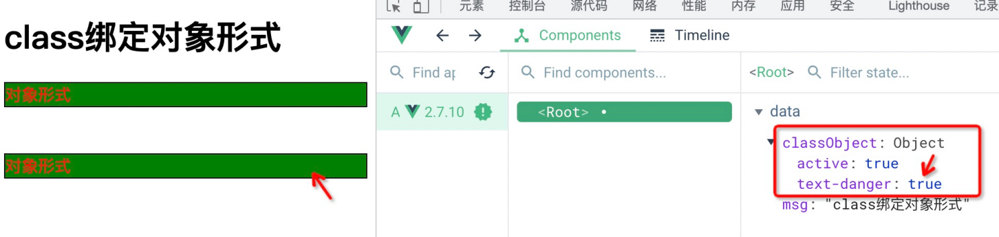 class绑定对象形式
对象形式
对象形式
元素 控制台 源代码 网络 性能 内存 应用 安全 Lighthouse 记录
Components Timeline
Find ap Find components... <Root> Filter state...
A 2.7.10 <Root>
data
classObject: Object
active: true
text-danger: true
msg: "class绑定对象形式"